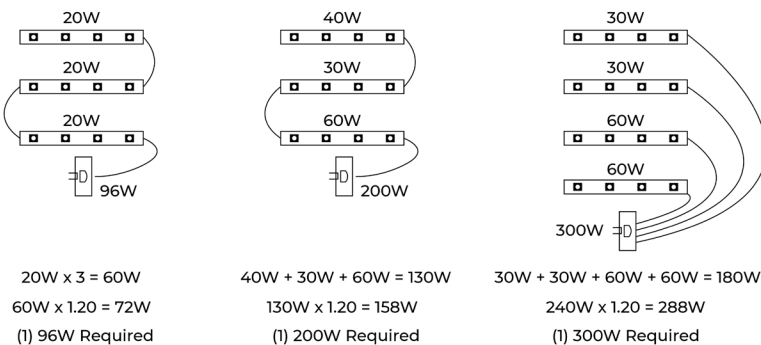 20W
20W
20W
96W
20W x 3 = 60W
60W x 1.20 = 72W
(1) 96W Required
40W
30W
60W
200W
40W + 30W + 60W = 130W
130W x 1.20 = 158W
(1) 200W Required
30W
30W
60W
60W
300W
30W + 30W + 60W + 60W = 180W
240W x 1.20 = 288W
(1) 300W Required